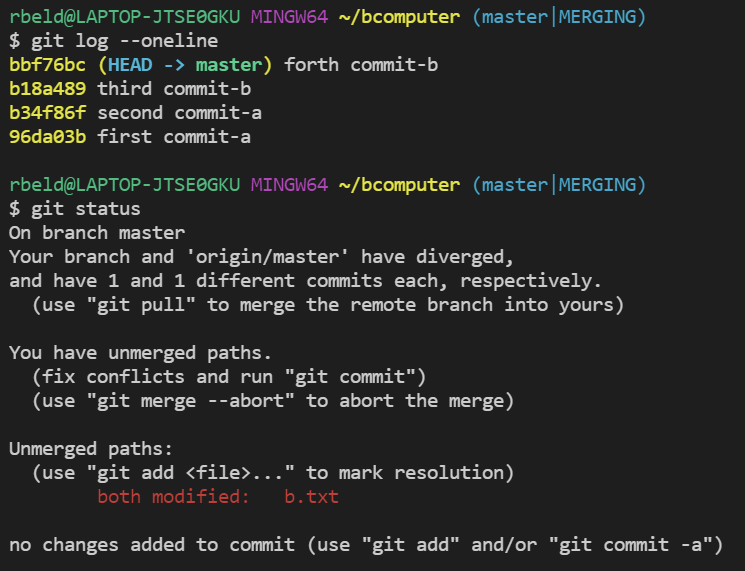 rbeld@LAPTOP-JTSE0GKU MINGW64 ~/bcomputer (master|MERGING)
$ git log --oneline
bbf76bc (HEAD -> master) forth commit-b
b18a489 third commit-b
b34f86f second commit-a
96da03b first commit-a
rbeld@LAPTOP-JTSE0GKU MINGW64 ~/bcomputer (master|MERGING)
$ git status
On branch master
Your branch and 'origin/master' have diverged,
and have 1 and 1 different commits each, respectively.
  (use "git pull" to merge the remote branch into yours)
You have unmerged paths.
  (fix conflicts and run "git commit")
  (use "git merge --abort" to abort the merge)
Unmerged paths:
  (use "git add <file>..." to mark resolution)
        both modified:   b.txt
no changes added to commit (use "git add" and/or "git commit -a")